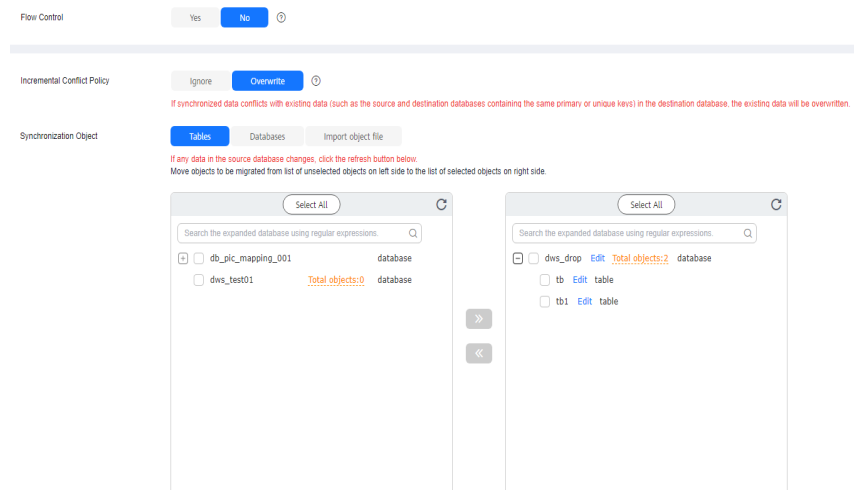 Flow Control Yes No
Incremental Conflict Policy Ignore Overwrite
If synchronized data conflicts with existing data (such as the source and destination databases containing the same primary or unique keys) in the destination database, the existing data will be overwritten.
Synchronization Object Tables Databases Import object file
If any data in the source database changes, click the refresh button below.
Move objects to be migrated from list of unselected objects on left side to the list of selected objects on right side.
Select All
Search the expanded database using regular expressions.
db_pic_mapping_001 database
dws_test01 Total objects:0 database
Select All
Search the expanded database using regular expressions.
dws_drop Edit Total objects:2 database
tb Edit table
tb1 Edit table